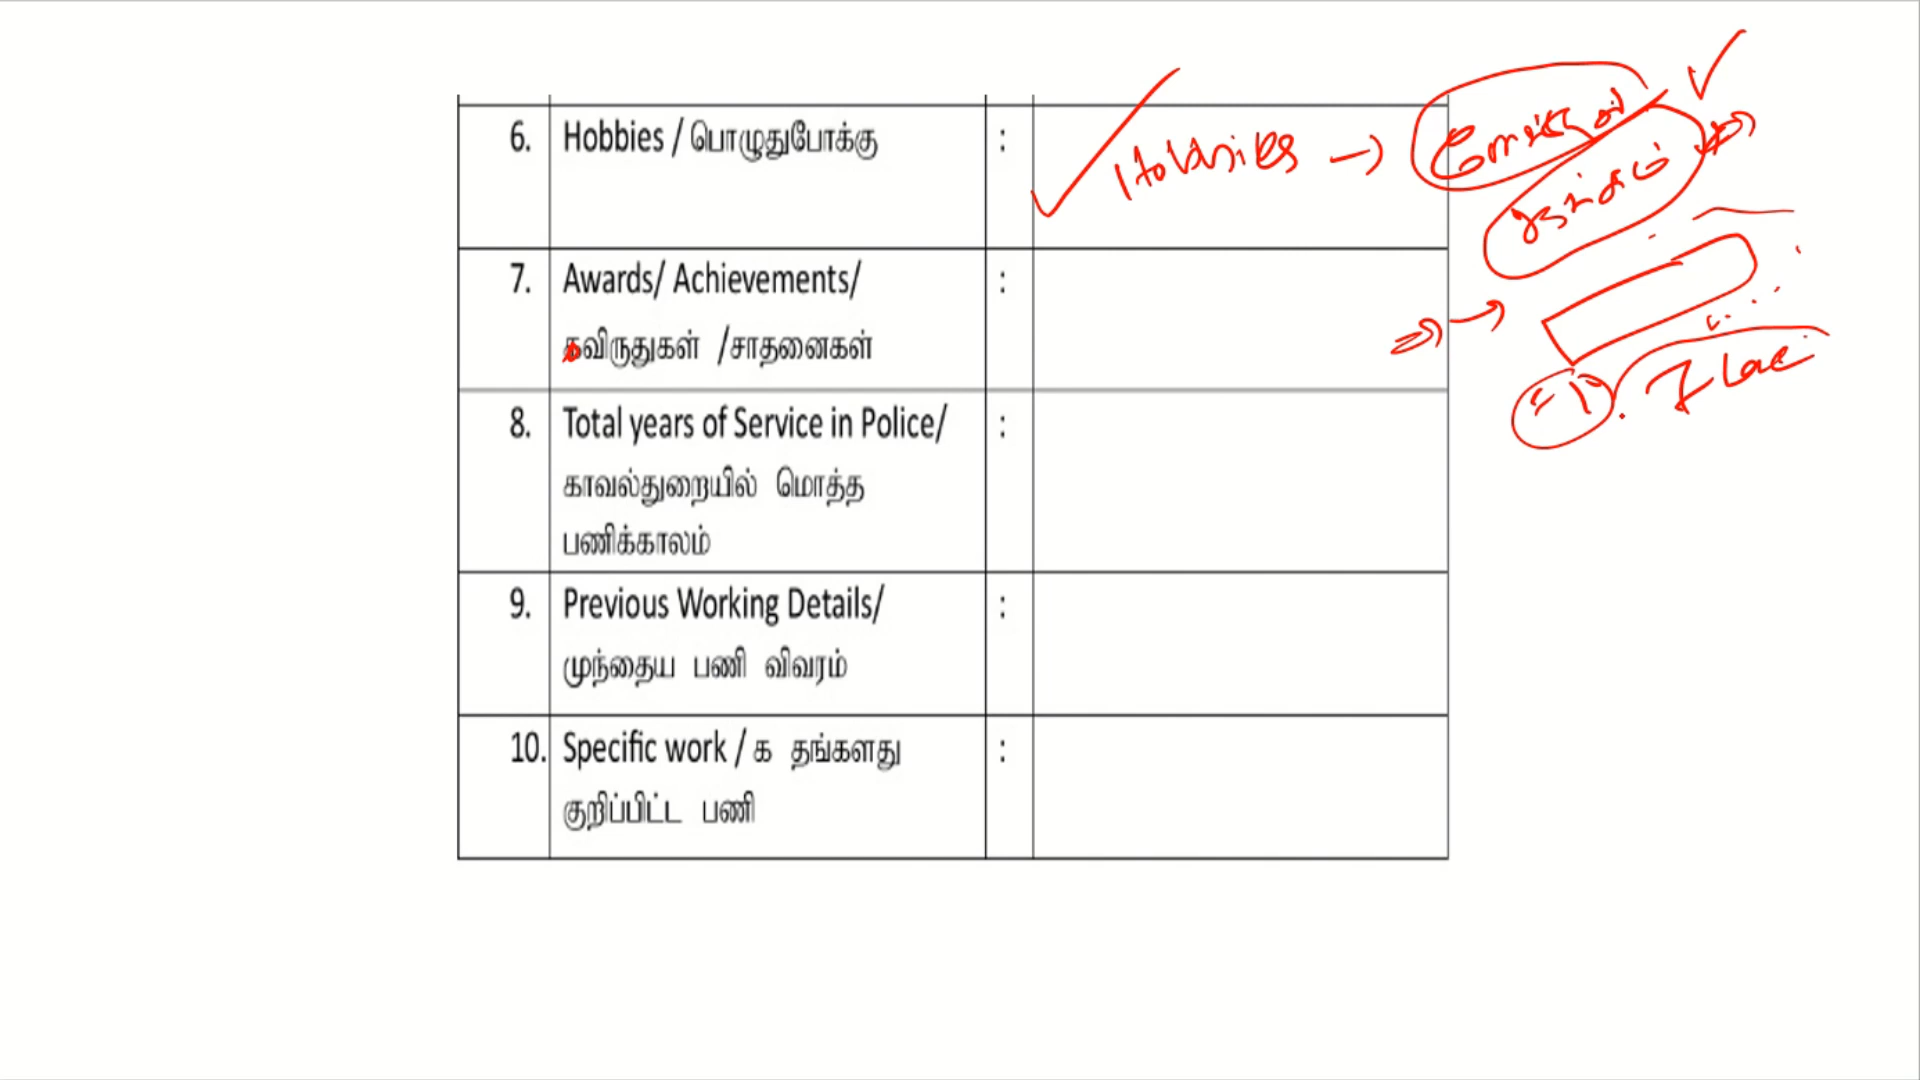 6. Hobbies / பொழுதுபோக்கு :
Hobbies →
7. Awards/ Achievements/ :
கவிருதுகள் /சாதனைகள்
8. Total years of Service in Police/ :
காவல்துறையில் மொத்த
பணிக்காலம்
9. Previous Working Details/ :
முந்தைய பணி விவரம்
10. Specific work / க தங்களது :
குறிப்பிட்ட பணி